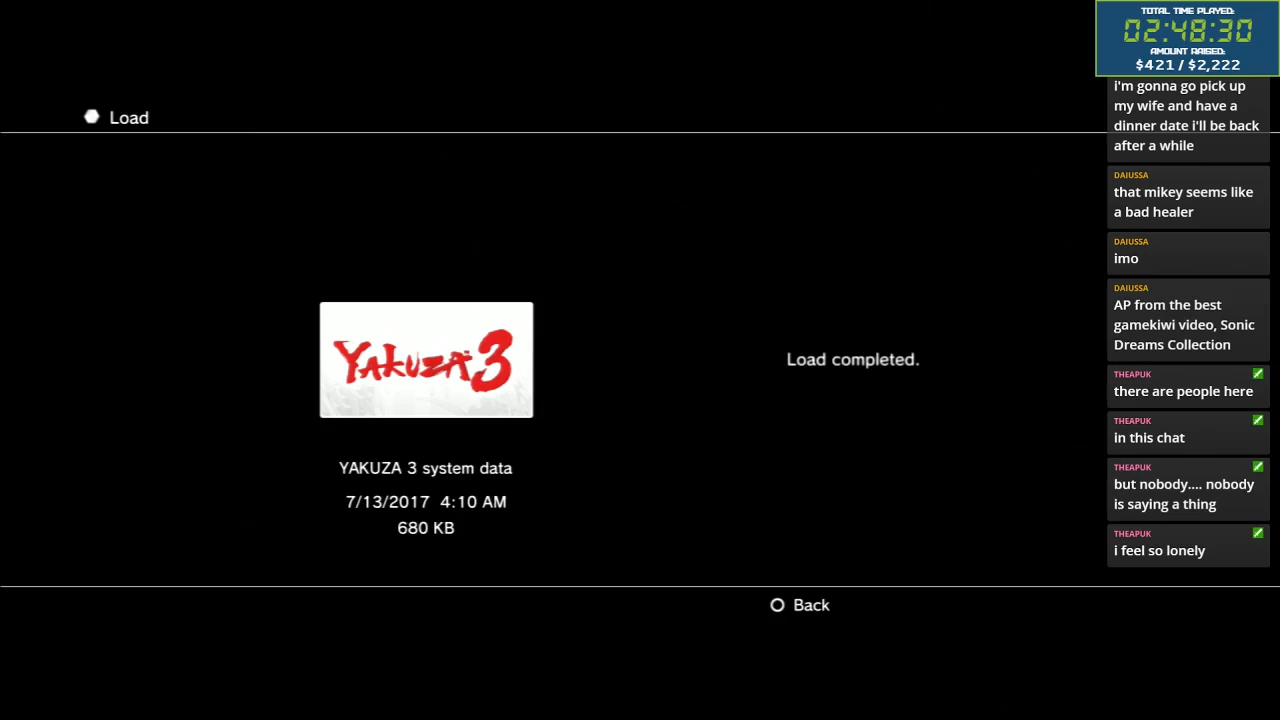 TOTAL TIME PLAYED:
02:48:30
AMOUNT RAISED:
$421 / $2,222
Load
i'm gonna go pick up
my wife and have a
dinner date i'll be back
after a while
DAIUSSA
that mikey seems like
a bad healer
DAIUSSA
imo
DAIUSSA
AP from the best
gamekiwi video, Sonic
Dreams Collection
THEAPUK
there are people here
THEAPUK
in this chat
THEAPUK
but nobody.... nobody
is saying a thing
THEAPUK
i feel so lonely
YAKUZA 3
Load completed.
YAKUZA 3 system data
7/13/2017 4:10 AM
680 KB
Back